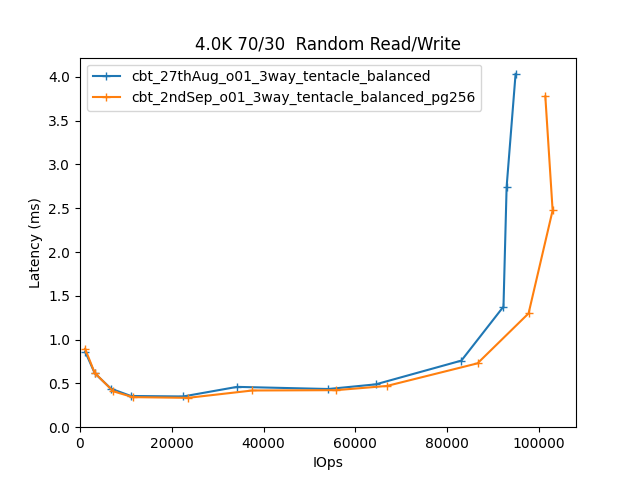 4.0K 70/30  Random Read/Write
cbt_27thAug_o01_3way_tentacle_balanced
cbt_2ndSep_o01_3way_tentacle_balanced_pg256
Latency (ms)
4.0
3.5
3.0
2.5
2.0
1.5
1.0
0.5
0.0
0 20000 40000 60000 80000 100000
IOps